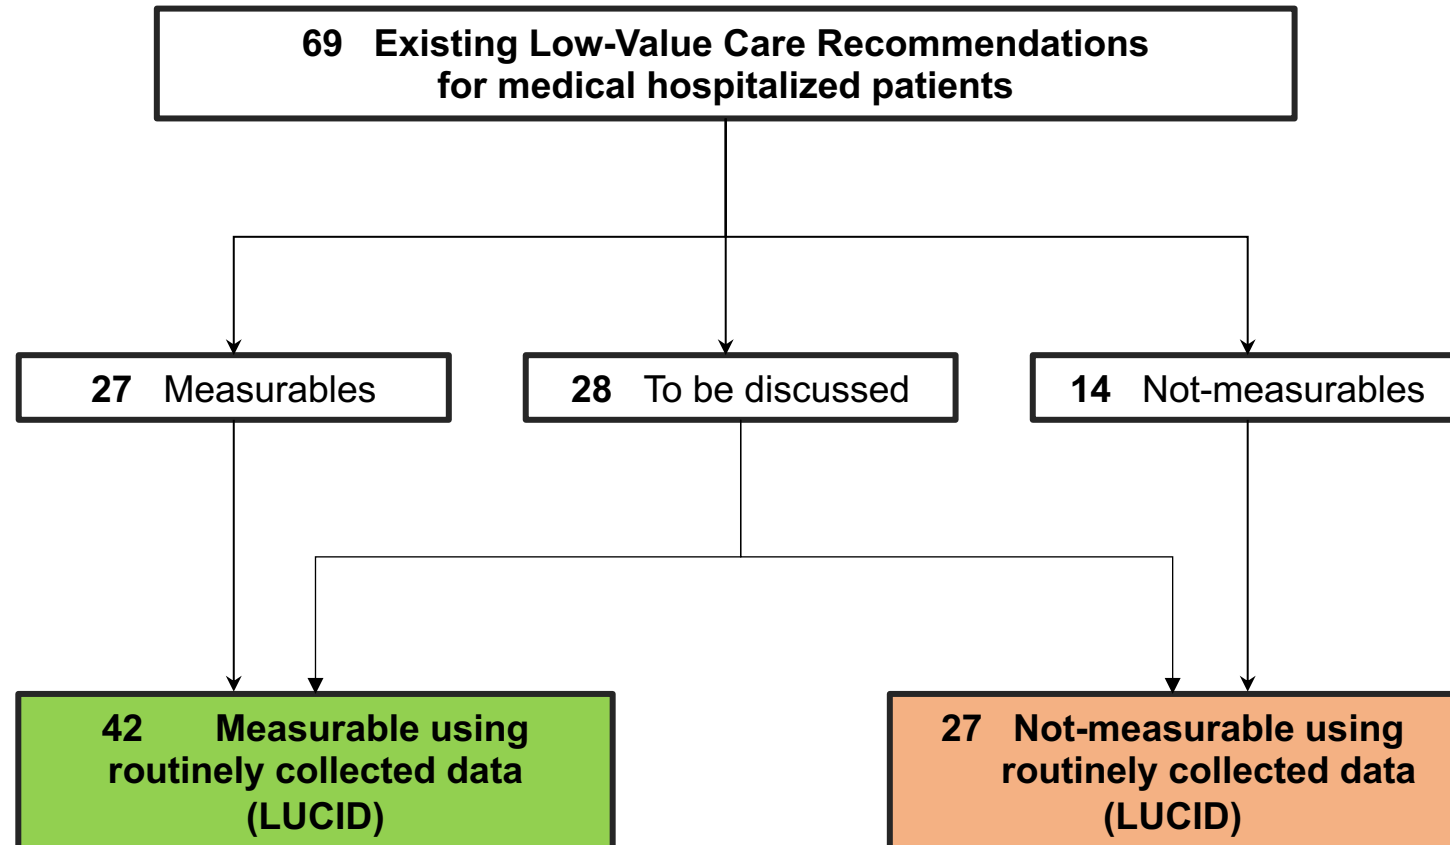 69 Existing Low-Value Care Recommendations
for medical hospitalized patients
27 Measurables
28 To be discussed
14 Not-measurables
42 Measurable using
routinely collected data
(LUCID)
27 Not-measurable using
routinely collected data
(LUCID)